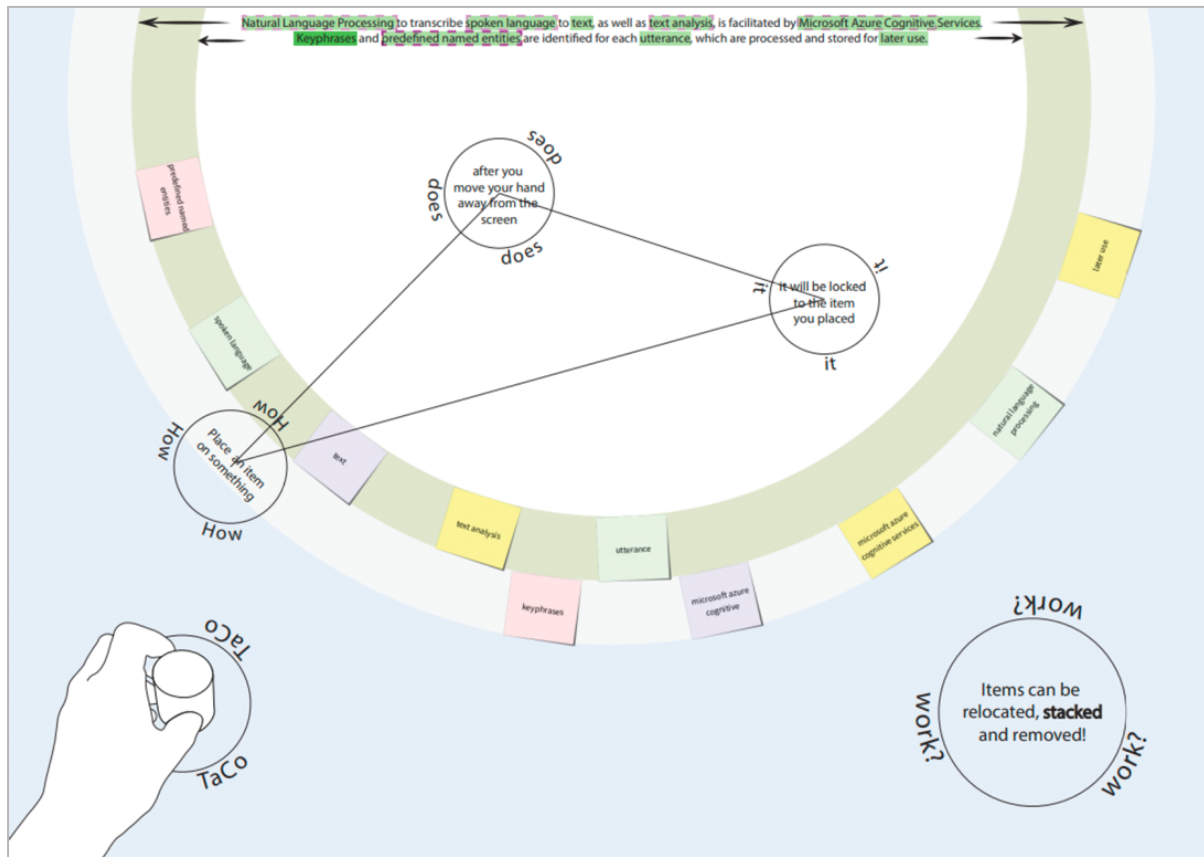 Natural Language Processing to transcribe spoken language to text, as well as text analysis, is facilitated by Microsoft Azure Cognitive Services.
Keyphrases and predefined named entities are identified for each utterance, which are processed and stored for later use.
does
does
does
after you
move your hand
away from the
screen
it
it
it
it will be locked
to the item
you placed
predefined named
entities
later use
spoken language
How
How
How
Place an item
on something
text
natural language
processing
text analysis
utterance
microsoft azure
cognitive services
keyphrases
microsoft azure
cognitive
TaCo
TaCo
work?
work?
work?
Items can be
relocated, stacked
and removed!